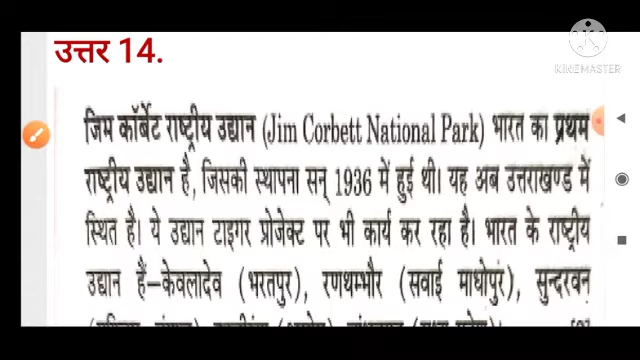 उत्तर 14.
KINEMASTER
जिम कॉर्बेट राष्ट्रीय उद्यान (Jim Corbett National Park) भारत का प्रथम
राष्ट्रीय उद्यान है, जिसकी स्थापना सन् 1936 में हुई थी। यह अब उत्तराखण्ड में
स्थित है। ये उद्यान टाइगर प्रोजेक्ट पर भी कार्य कर रहा है। भारत के राष्ट्रीय
उद्यान हैं–केवलादेव (भरतपुर), रणथम्भौर (सवाई माधोपुर), सुन्दरवन